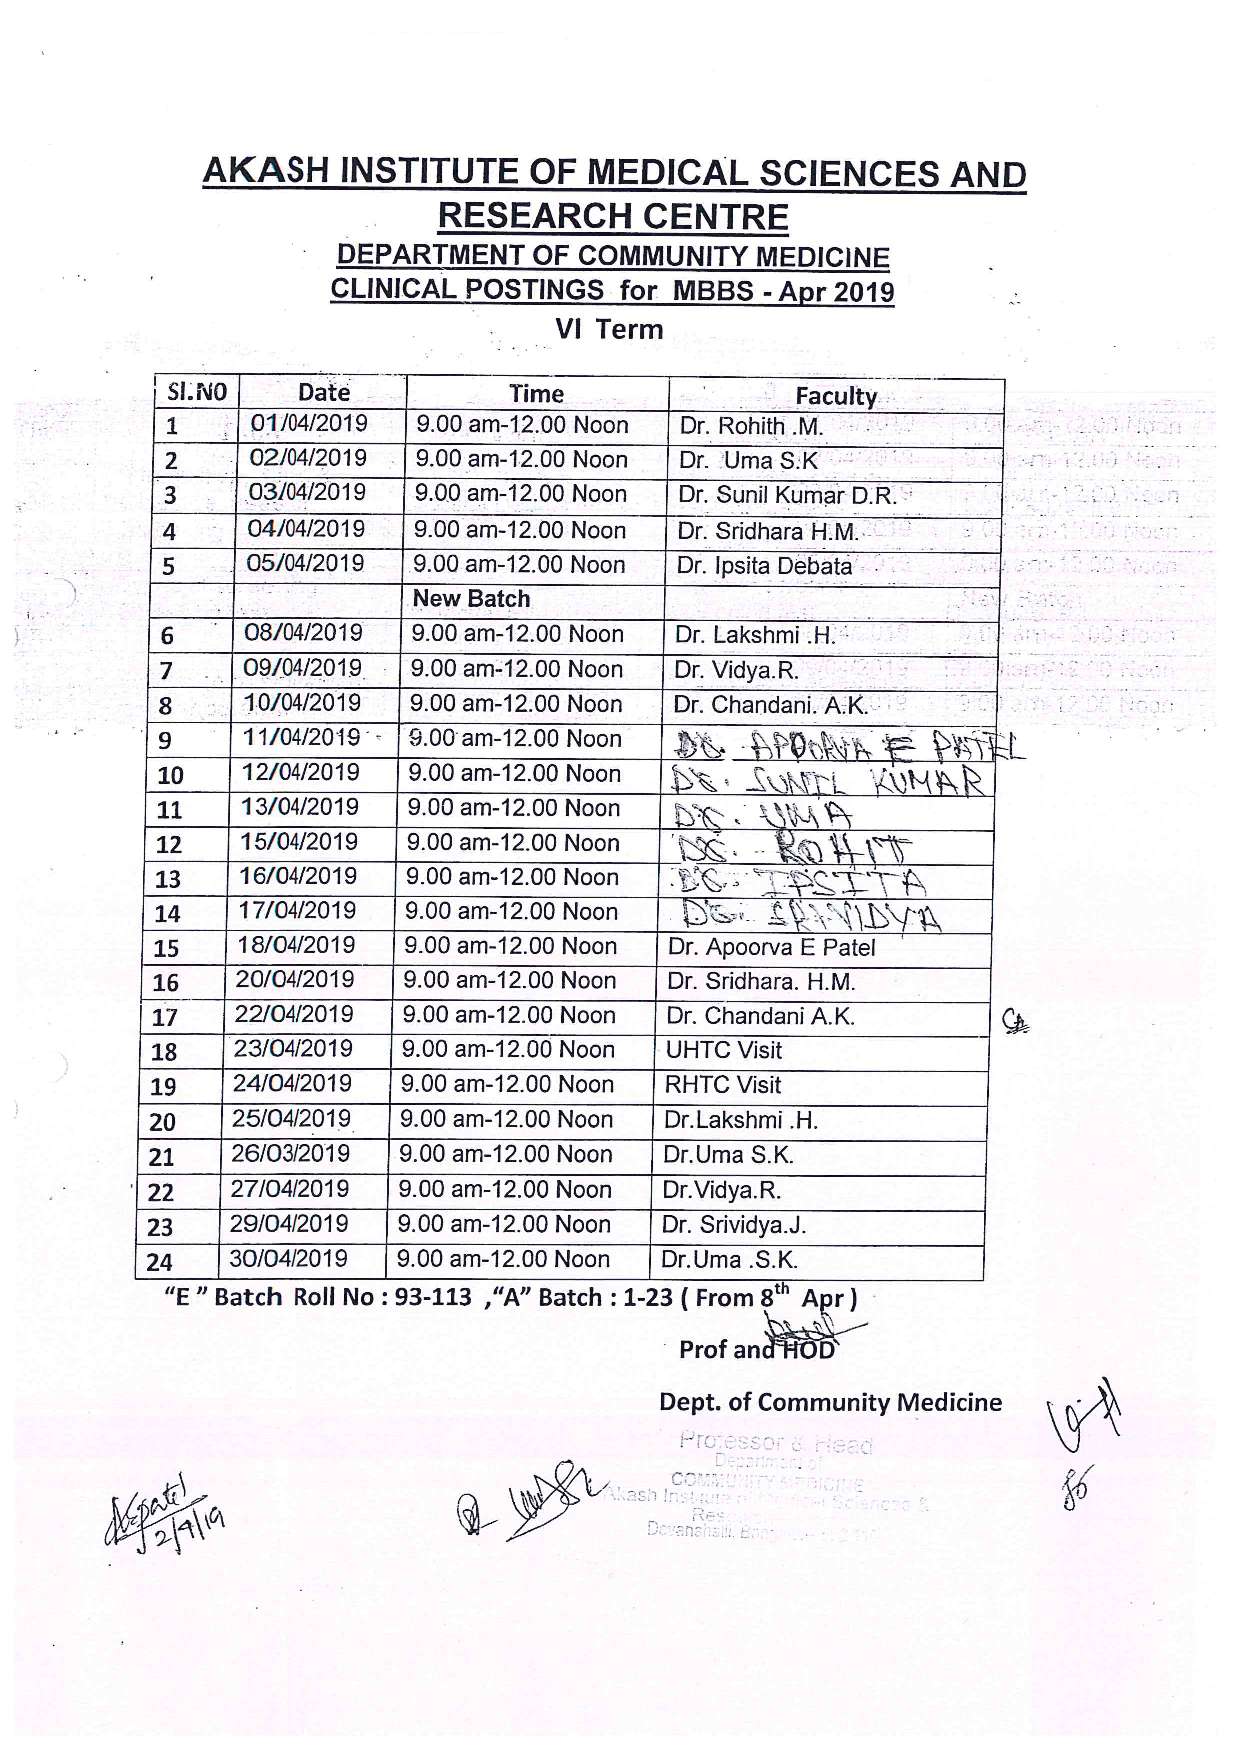 AKASH INSTITUTE OF MEDICAL SCIENCES AND
RESEARCH CENTRE
DEPARTMENT OF COMMUNITY MEDICINE
CLINICAL POSTINGS for MBBS - Apr 2019
VI Term
Sl.NO Date Time Faculty
1 01/04/2019 9.00 am-12.00 Noon Dr. Rohith .M.
2 02/04/2019 9.00 am-12.00 Noon Dr. Uma S.K
3 03/04/2019 9.00 am-12.00 Noon Dr. Sunil Kumar D.R.
4 04/04/2019 9.00 am-12.00 Noon Dr. Sridhara H.M.
5 05/04/2019 9.00 am-12.00 Noon Dr. Ipsita Debata
New Batch
6 08/04/2019 9.00 am-12.00 Noon Dr. Lakshmi .H.
7 09/04/2019 9.00 am-12.00 Noon Dr. Vidya.R.
8 10/04/2019 9.00 am-12.00 Noon Dr. Chandani. A.K.
9 11/04/2019 9.00 am-12.00 Noon Dr. APOORVA E PATEL
10 12/04/2019 9.00 am-12.00 Noon Dr. SUNIL KUMAR
11 13/04/2019 9.00 am-12.00 Noon Dr. UMA
12 15/04/2019 9.00 am-12.00 Noon Dr. ROHIT
13 16/04/2019 9.00 am-12.00 Noon Dr. IPSITA
14 17/04/2019 9.00 am-12.00 Noon Dr. SRIVIDYA
15 18/04/2019 9.00 am-12.00 Noon Dr. Apoorva E Patel
16 20/04/2019 9.00 am-12.00 Noon Dr. Sridhara. H.M.
17 22/04/2019 9.00 am-12.00 Noon Dr. Chandani A.K.
18 23/04/2019 9.00 am-12.00 Noon UHTC Visit
19 24/04/2019 9.00 am-12.00 Noon RHTC Visit
20 25/04/2019 9.00 am-12.00 Noon Dr.Lakshmi .H.
21 26/03/2019 9.00 am-12.00 Noon Dr.Uma S.K.
22 27/04/2019 9.00 am-12.00 Noon Dr.Vidya.R.
23 29/04/2019 9.00 am-12.00 Noon Dr. Srividya.J.
24 30/04/2019 9.00 am-12.00 Noon Dr.Uma .S.K.
“E ” Batch Roll No : 93-113 ,“A” Batch : 1-23 ( From 8th Apr )
Prof and HOD
Dept. of Community Medicine
Professor & Head
Department of
COMMUNITY MEDICINE
Akash Institute of Medical Sciences &
2/4/19